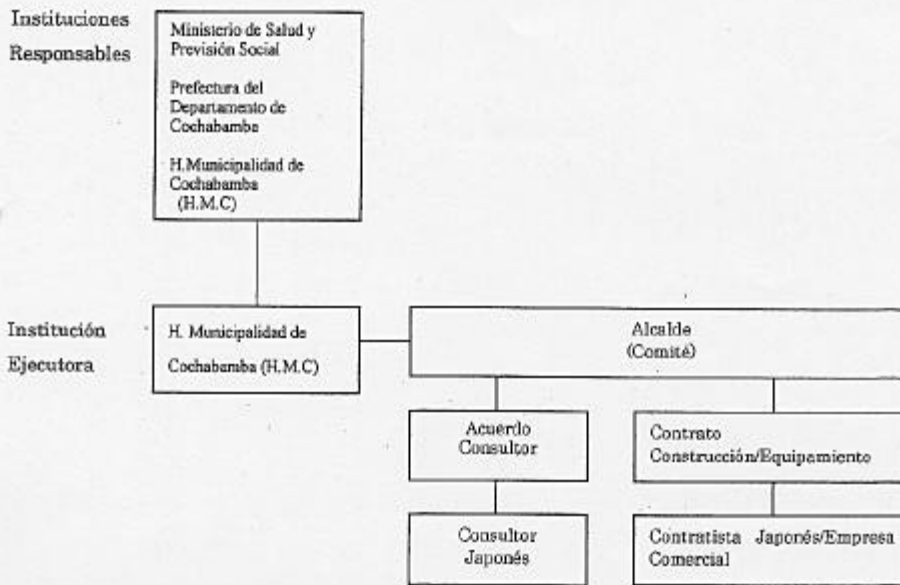 Instituciones
Responsables
Ministerio de Salud y
Previsión Social
Prefectura del
Departamento de
Cochabamba
H.Municipalidad de
Cochabamba
(H.M.C)
Institución
Ejecutora
H. Municipalidad de
Cochabamba (H.M.C)
Alcalde
(Comité)
Acuerdo
Consultor
Contrato
Construcción/Equipamiento
Consultor
Japonés
Contratista Japonés/Empresa
Comercial